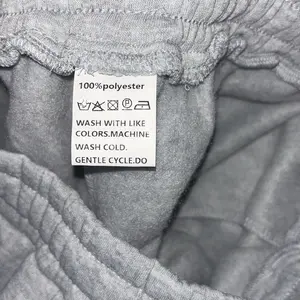 100%polyester
WASH WITH LIKE
COLORS.MACHINE
WASH COLD.
GENTLE CYCLE.DO